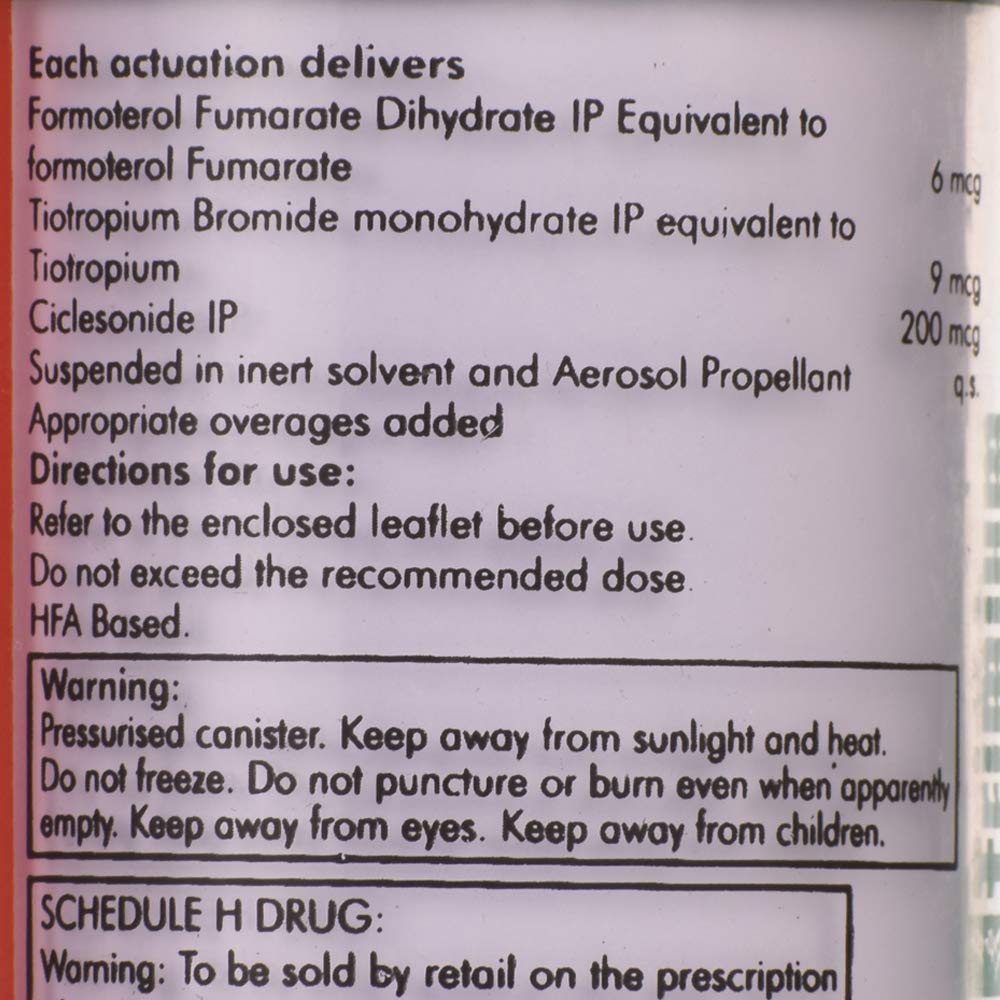 Each actuation delivers
Formoterol Fumarate Dihydrate IP Equivalent to
formoterol Fumarate 6 mcg
Tiotropium Bromide monohydrate IP equivalent to
Tiotropium 9 mcg
Ciclesonide IP 200 mcg
Suspended in inert solvent and Aerosol Propellant q.s.
Appropriate overages added
Directions for use:
Refer to the enclosed leaflet before use.
Do not exceed the recommended dose.
HFA Based.
Warning:
Pressurised canister. Keep away from sunlight and heat.
Do not freeze. Do not puncture or burn even when apparently
empty. Keep away from eyes. Keep away from children.
SCHEDULE H DRUG:
Warning: To be sold by retail on the prescription